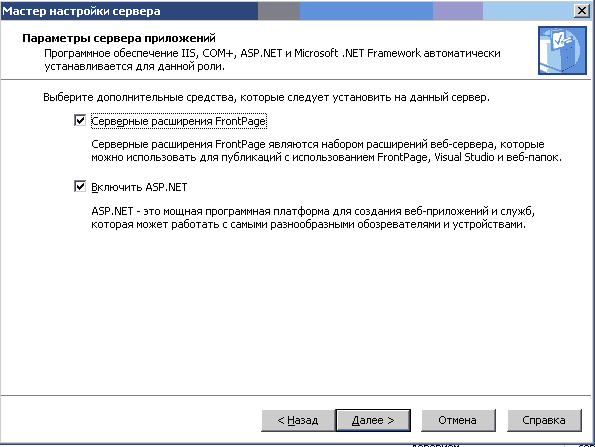 Мастер настройки сервера
Параметры сервера приложений
Программное обеспечение IIS, COM+, ASP.NET и Microsoft .NET Framework автоматически
устанавливается для данной роли.
Выберите дополнительные средства, которые следует установить на данный сервер.
Серверные расширения FrontPage
Серверные расширения FrontPage являются набором расширений веб-сервера, которые
можно использовать для публикаций с использованием FrontPage, Visual Studio и веб-папок.
Включить ASP.NET
ASP.NET - это мощная программная платформа для создания веб-приложений и служб,
которая может работать с самыми разнообразными обозревателями и устройствами.
< Назад
Далее >
Отмена
Справка